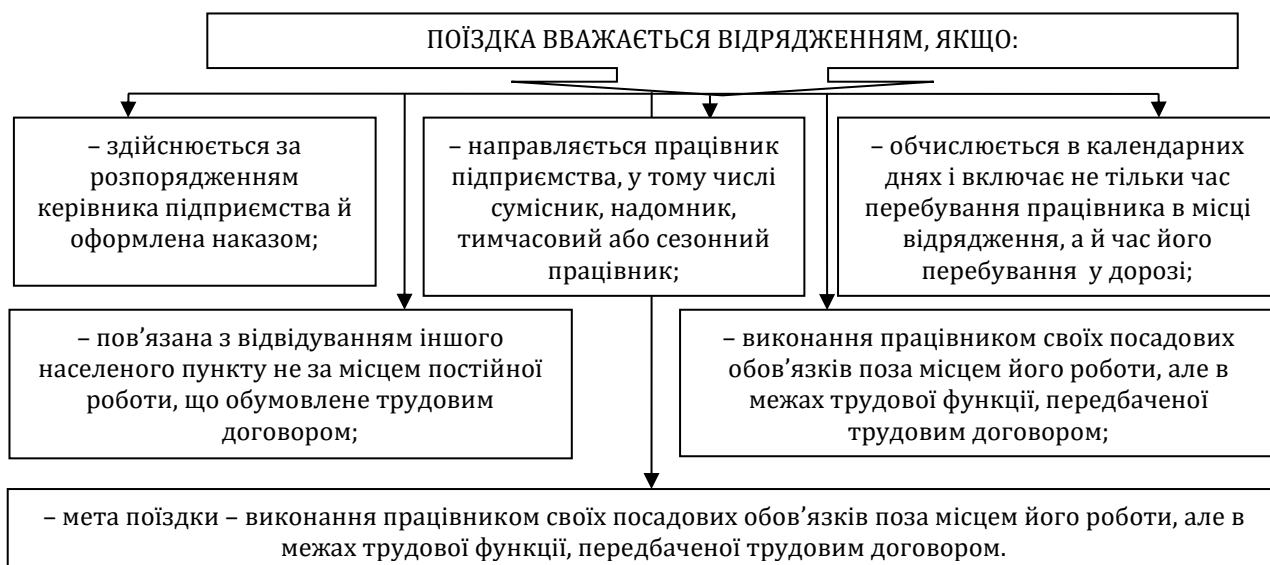 ПОЇЗДКА ВВАЖАЄТЬСЯ ВІДРЯДЖЕННЯМ, ЯКЩО:
– здійснюється за
розпорядженням
керівника підприємства й
оформлена наказом;
– направляється працівник
підприємства, у тому числі
сумісник, надомник,
тимчасовий або сезонний
працівник;
– обчислюється в календарних
днях і включає не тільки час
перебування працівника в місці
відрядження, а й час його
перебування у дорозі;
– пов’язана з відвідуванням іншого
населеного пункту не за місцем постійної
роботи, що обумовлене трудовим
договором;
– виконання працівником своїх посадових
обов’язків поза місцем його роботи, але в
межах трудової функції, передбаченої
трудовим договором;
– мета поїздки – виконання працівником своїх посадових обов’язків поза місцем його роботи, але в
межах трудової функції, передбаченої трудовим договором.